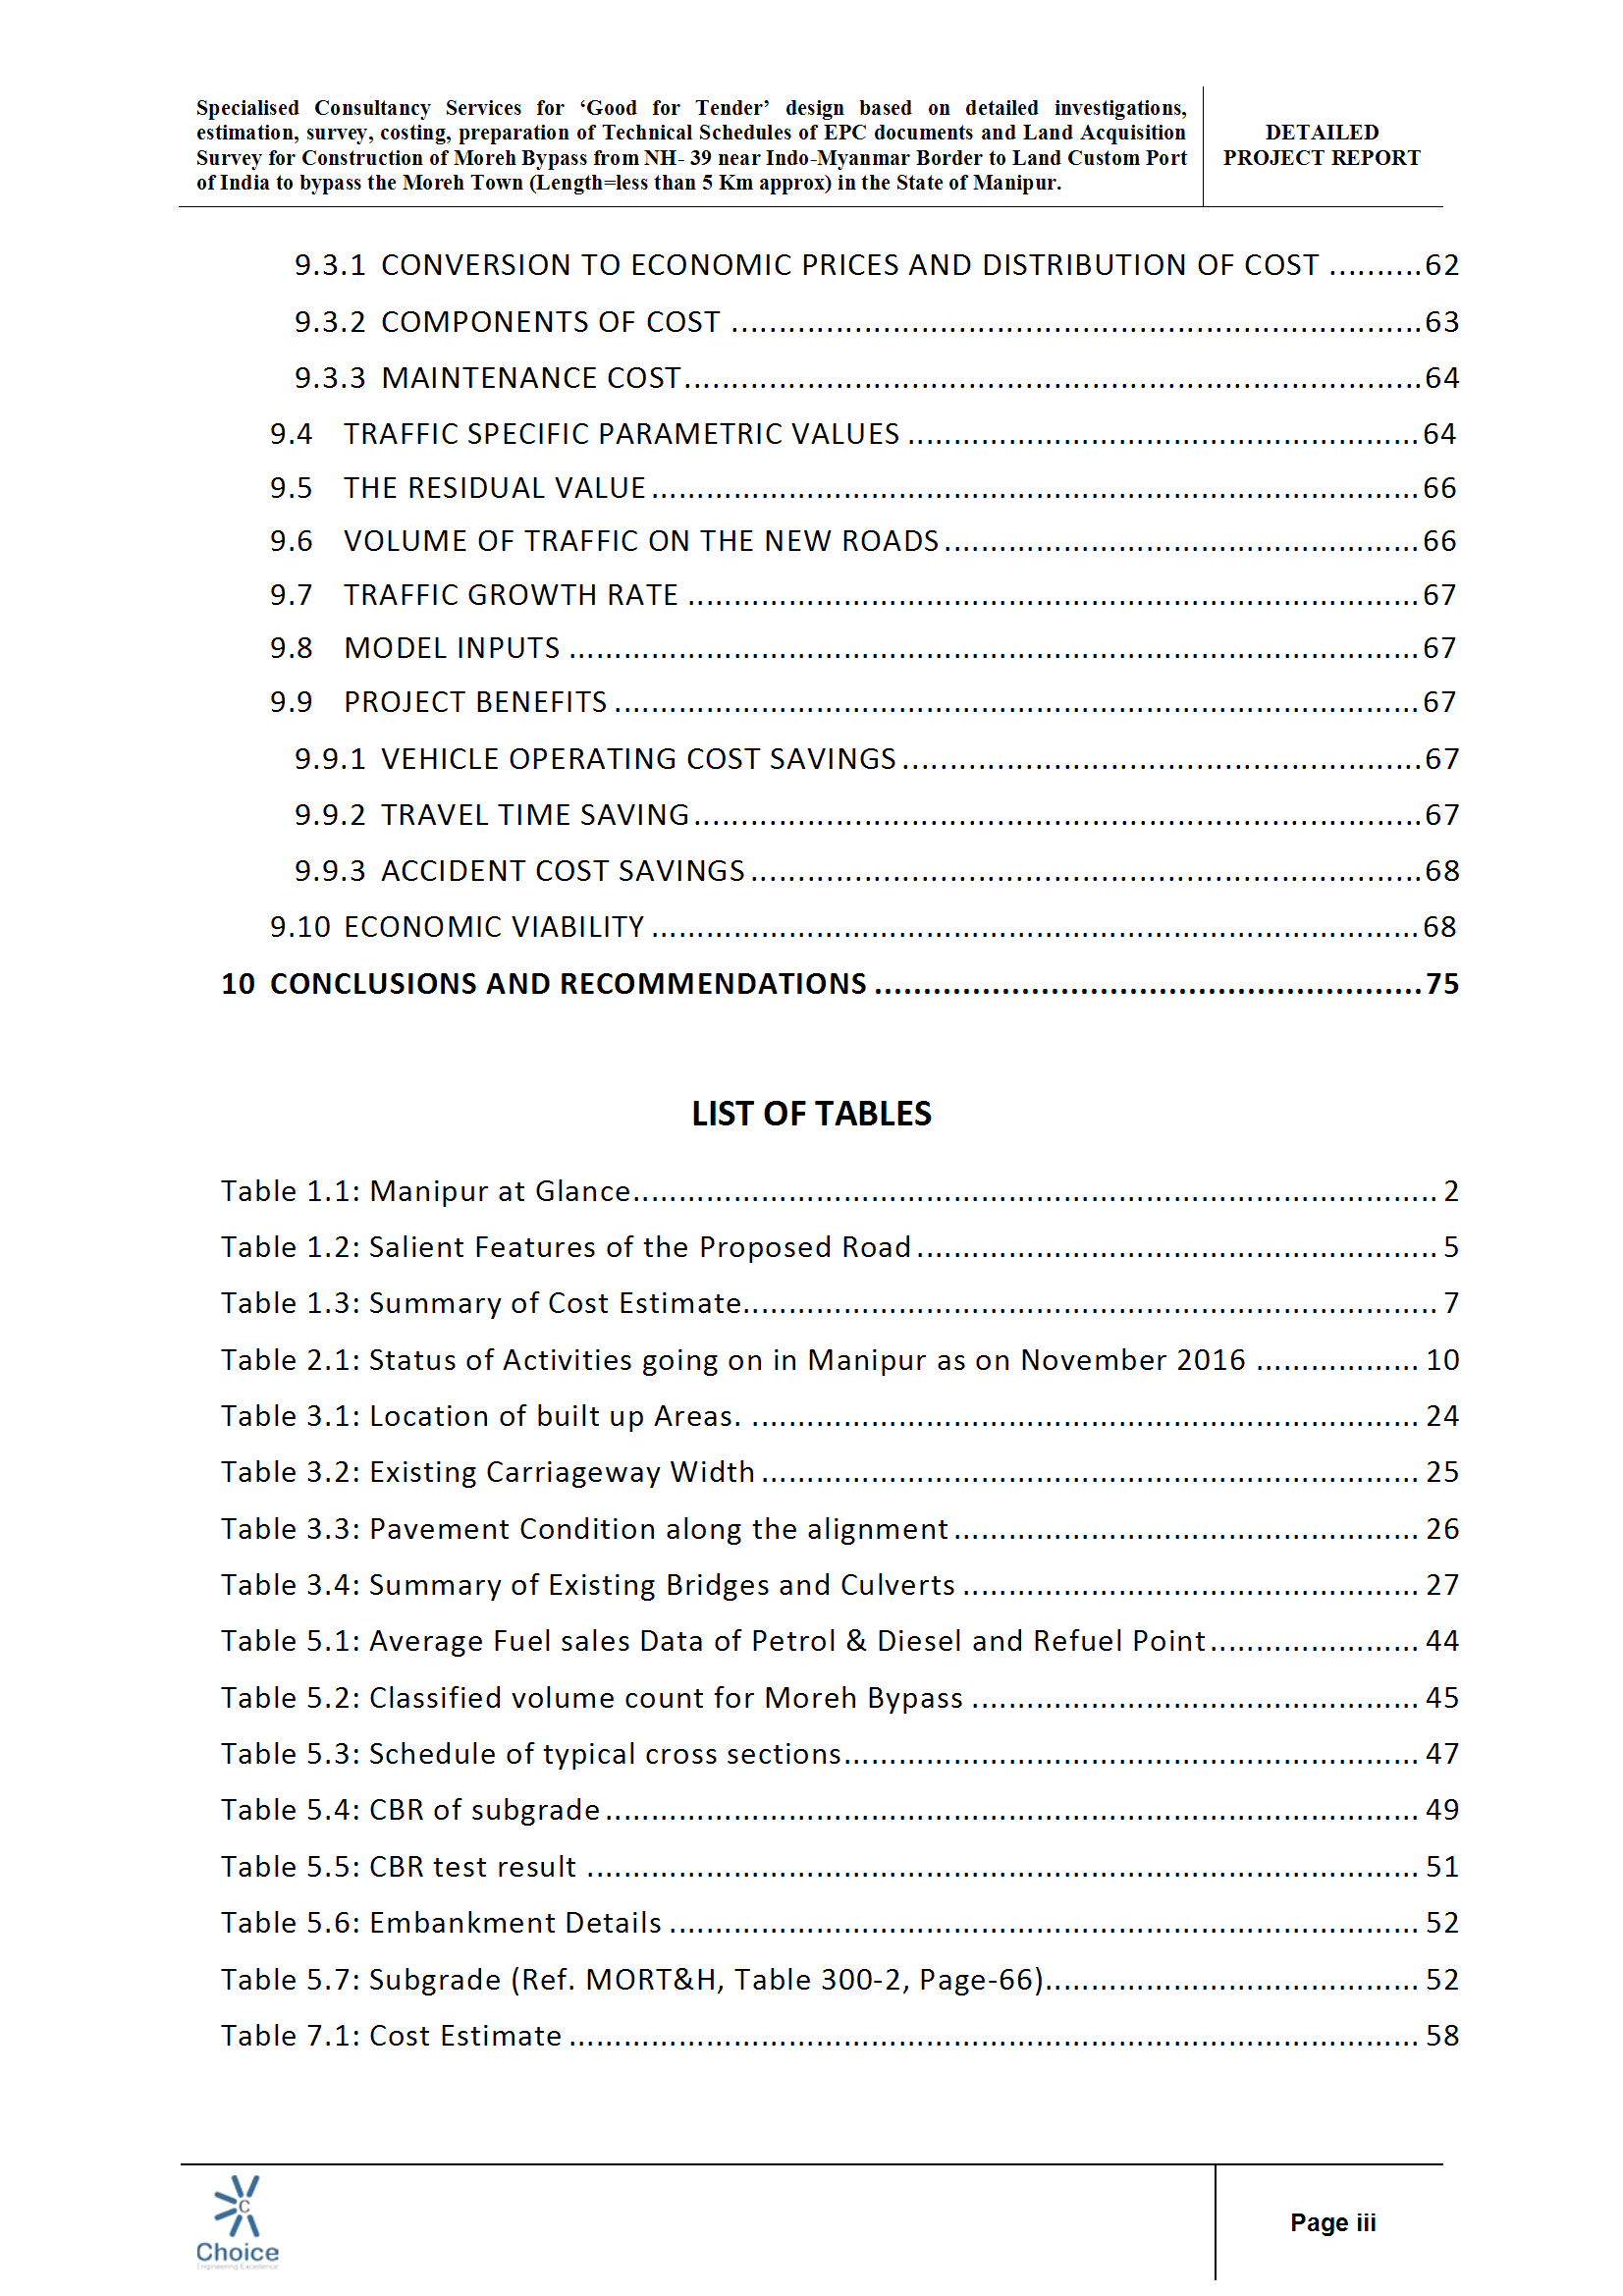 Specialised Consultancy Services for ‘Good for Tender’ design based on detailed investigations,
estimation, survey, costing, preparation of Technical Schedules of EPC documents and Land Acquisition
Survey for Construction of Moreh Bypass from NH- 39 near Indo-Myanmar Border to Land Custom Port
of India to bypass the Moreh Town (Length=less than 5 Km approx) in the State of Manipur.
DETAILED
PROJECT REPORT
9.3.1 CONVERSION TO ECONOMIC PRICES AND DISTRIBUTION OF COST ..........62
9.3.2 COMPONENTS OF COST ..........62
9.3.3 MAINTENANCE COST..........64
9.4 TRAFFIC SPECIFIC PARAMETRIC VALUES ..........64
9.5 THE RESIDUAL VALUE..........66
9.6 VOLUME OF TRAFFIC ON THE NEW ROADS..........66
9.7 TRAFFIC GROWTH RATE ..........67
9.8 MODEL INPUTS ..........67
9.9 PROJECT BENEFITS ..........67
9.9.1 VEHICLE OPERATING COST SAVINGS..........67
9.9.2 TRAVEL TIME SAVING..........67
9.9.3 ACCIDENT COST SAVINGS..........68
9.10 ECONOMIC VIABILITY ..........68
10 CONCLUSIONS AND RECOMMENDATIONS ..........75
LIST OF TABLES
Table 1.1: Manipur at Glance.......... 2
Table 1.2: Salient Features of the Proposed Road.......... 5
Table 1.3: Summary of Cost Estimate.......... 7
Table 2.1: Status of Activities going on in Manipur as on November 2016 .......... 10
Table 3.1: Location of built up Areas. .......... 24
Table 3.2: Existing Carriageway Width.......... 25
Table 3.3: Pavement Condition along the alignment.......... 26
Table 3.4: Summary of Existing Bridges and Culverts .......... 27
Table 5.1: Average Fuel sales Data of Petrol & Diesel and Refuel Point.......... 44
Table 5.2: Classified volume count for Moreh Bypass .......... 45
Table 5.3: Schedule of typical cross sections.......... 47
Table 5.4: CBR of subgrade.......... 49
Table 5.5: CBR test result .......... 51
Table 5.6: Embankment Details .......... 52
Table 5.7: Subgrade (Ref. MORT&H, Table 300-2, Page-66).......... 52
Table 7.1: Cost Estimate .......... 58
C
Choice
Engineering Excellence
Page iii